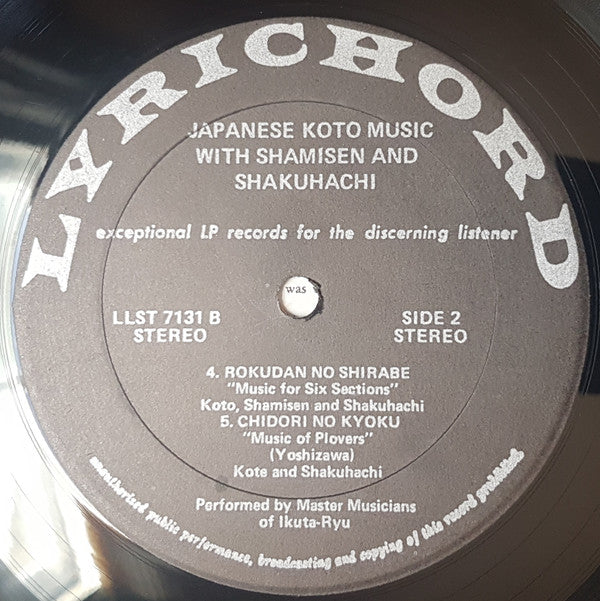 LYRICHORD
JAPANESE KOTO MUSIC
WITH SHAMISEN AND
SHAKUHACHI
exceptional LP records for the discerning listener
was
LLST 7131 B
STEREO
SIDE 2
STEREO
4. ROKUDAN NO SHIRABE
"Music for Six Sections"
Koto, Shamisen and Shakuhachi
5. CHIDORI NO KYOKU
"Music of Plovers"
(Yoshizawa)
Kote and Shakuhachi
Performed by Master Musicians
of Ikuta-Ryu
unauthorized public performance, broadcasting and copying of this record prohibited